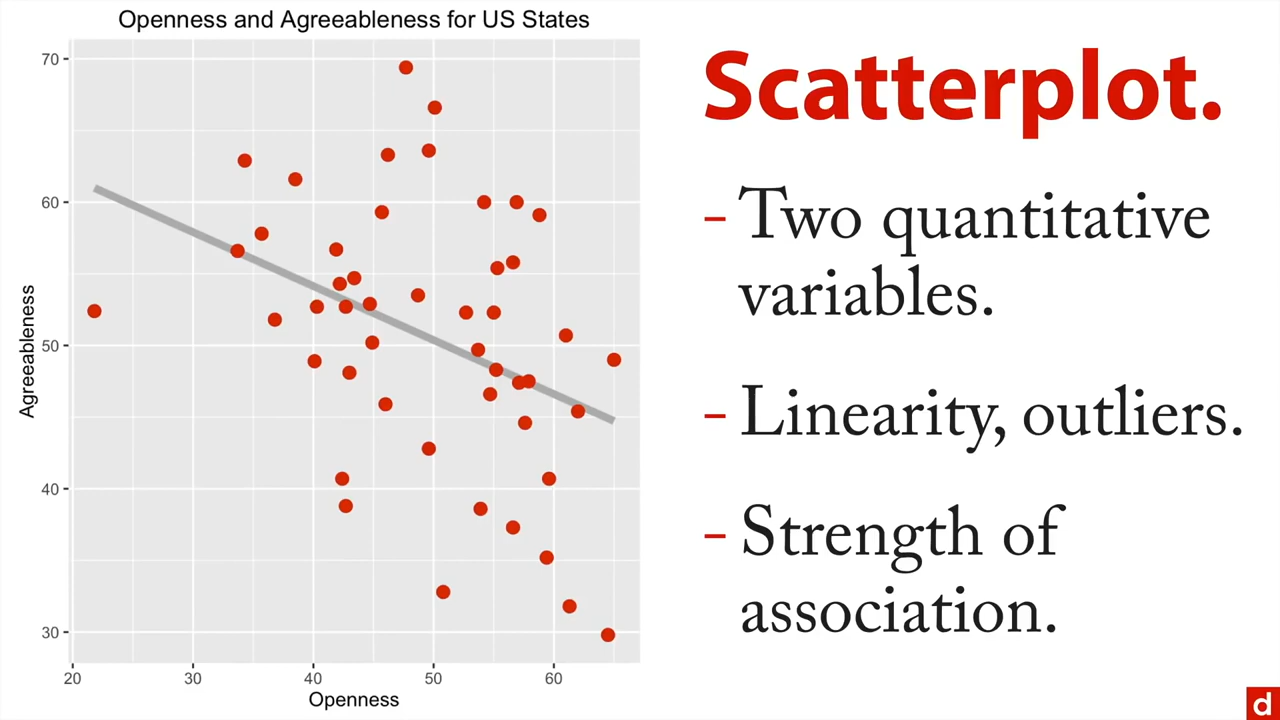 Openness and Agreeableness for US States
70
60
50
40
30
Agreeableness
20
30
40
50
60
Openness
Scatterplot.
- Two quantitative
variables.
- Linearity, outliers.
- Strength of
association.
d